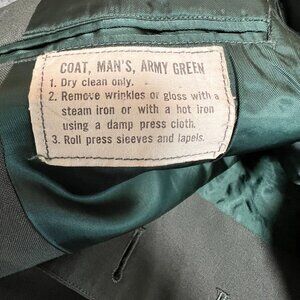 COAT, MAN'S, ARMY GREEN
1. Dry clean only.
2. Remove wrinkles or gloss with a
steam iron or with a hot iron
using a damp press cloth.
3. Roll press sleeves and lapels.